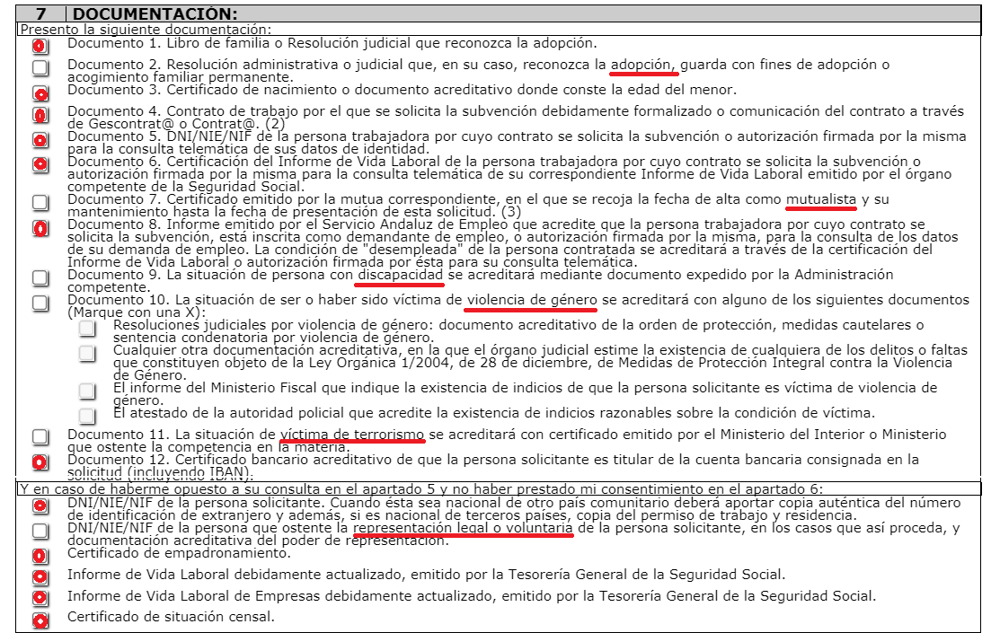 7 DOCUMENTACIÓN:
Presento la siguiente documentación:
Documento 1. Libro de familia o Resolución judicial que reconozca la adopción.
Documento 2. Resolución administrativa o judicial que, en su caso, reconozca la adopción, guarda con fines de adopción o
acogimiento familiar permanente.
Documento 3. Certificado de nacimiento o documento acreditativo donde conste la edad del menor.
Documento 4. Contrato de trabajo por el que se solicita la subvención debidamente formalizado o comunicación del contrato a través
de Gescontrat@ o Contrat@. (2)
Documento 5. DNI/NIE/NIF de la persona trabajadora por cuyo contrato se solicita la subvención o autorización firmada por la misma
para la consulta telemática de sus datos de identidad.
Documento 6. Certificación del Informe de Vida Laboral de la persona trabajadora por cuyo contrato se solicita la subvención o
autorización firmada por la misma para la consulta telemática de su correspondiente Informe de Vida Laboral emitido por el órgano
competente de la Seguridad Social.
Documento 7. Certificado emitido por la mutua correspondiente, en el que se recoja la fecha de alta como mutualista y su
mantenimiento hasta la fecha de presentación de esta solicitud. (3)
Documento 8. Informe emitido por el Servicio Andaluz de Empleo que acredite que la persona trabajadora por cuyo contrato se
solicita la subvención, está inscrita como demandante de empleo, o autorización firmada por la misma, para la consulta de los datos
de su demanda de empleo. La condición de "desempleada" de la persona contratada se acreditará a través de la certificación del
Informe de Vida Laboral o autorización firmada por ésta para su consulta telemática.
Documento 9. La situación de persona con discapacidad se acreditará mediante documento expedido por la Administración
competente.
Documento 10. La situación de ser o haber sido víctima de violencia de género se acreditará con alguno de los siguientes documentos
(Marque con una X):
Resoluciones judiciales por violencia de género: documento acreditativo de la orden de protección, medidas cautelares o
sentencia condenatoria por violencia de género.
Cualquier otra documentación acreditativa, en la que el órgano judicial estime la existencia de cualquiera de los delitos o faltas
que constituyen objeto de la Ley Orgánica 1/2004, de 28 de diciembre, de Medidas de Protección Integral contra la Violencia
de Género.
El informe del Ministerio Fiscal que indique la existencia de indicios de que la persona solicitante es víctima de violencia de
género.
El atestado de la autoridad policial que acredite la existencia de indicios razonables sobre la condición de víctima.
Documento 11. La situación de víctima de terrorismo se acreditará con certificado emitido por el Ministerio del Interior o Ministerio
que ostente la competencia en la materia.
Documento 12. Certificado bancario acreditativo de que la persona solicitante es titular de la cuenta bancaria consignada en la
solicitud (incluyendo IBAN).
Y en caso de haberme opuesto a su consulta en el apartado 5 y no haber prestado mi consentimiento en el apartado 6:
DNI/NIE/NIF de la persona solicitante. Cuando ésta sea nacional de otro país comunitario deberá aportar copia auténtica del número
de identificación de extranjero y además, si es nacional de terceros países, copia del permiso de trabajo y residencia.
DNI/NIE/NIF de la persona que ostente la representación legal o voluntaria de la persona solicitante, en los casos que así proceda, y
documentación acreditativa del poder de representación.
Certificado de empadronamiento.
Informe de Vida Laboral debidamente actualizado, emitido por la Tesorería General de la Seguridad Social.
Informe de Vida Laboral de Empresas debidamente actualizado, emitido por la Tesorería General de la Seguridad Social.
Certificado de situación censal.